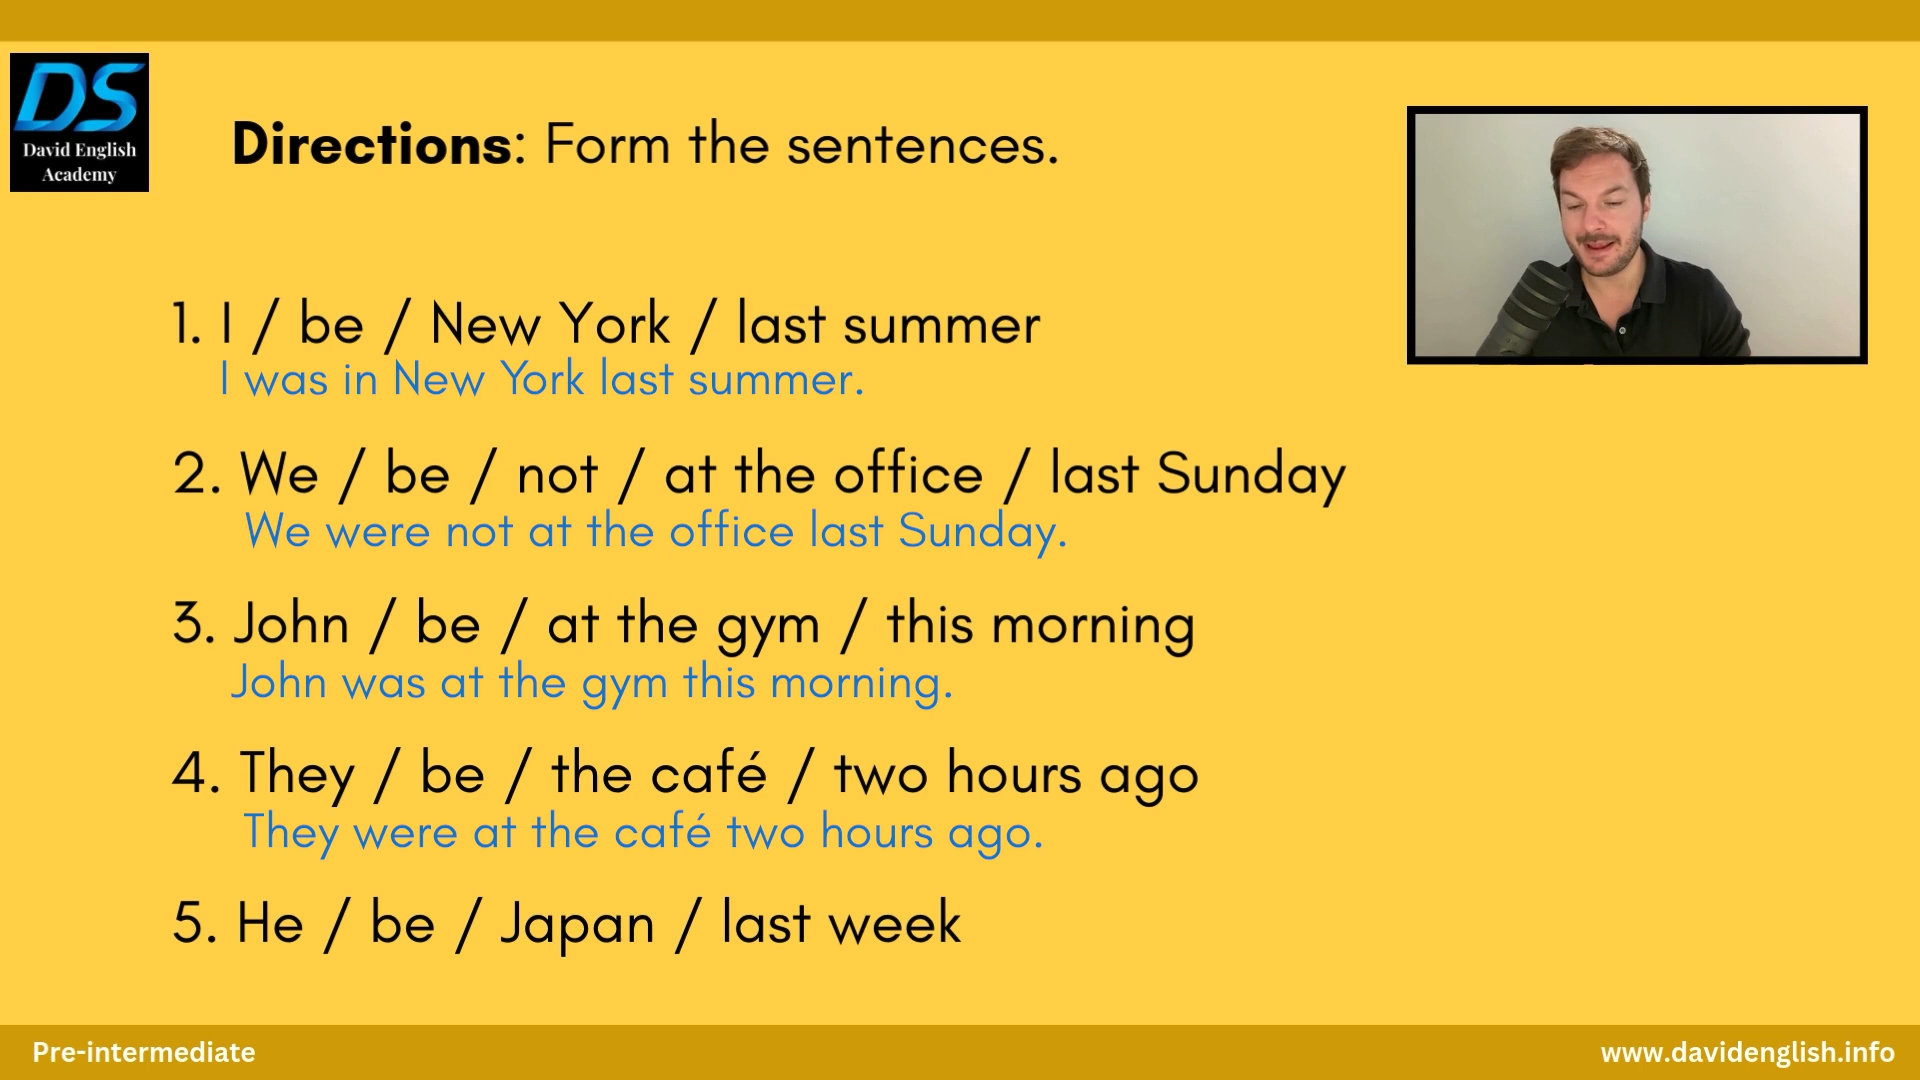 DS
David English
Academy
Directions: Form the sentences.
1. I / be / New York / last summer
I was in New York last summer.
2. We / be / not / at the office / last Sunday
We were not at the office last Sunday.
3. John / be / at the gym / this morning
John was at the gym this morning.
4. They / be / the café / two hours ago
They were at the café two hours ago.
5. He / be / Japan / last week
Pre-intermediate
www.davidenglish.info